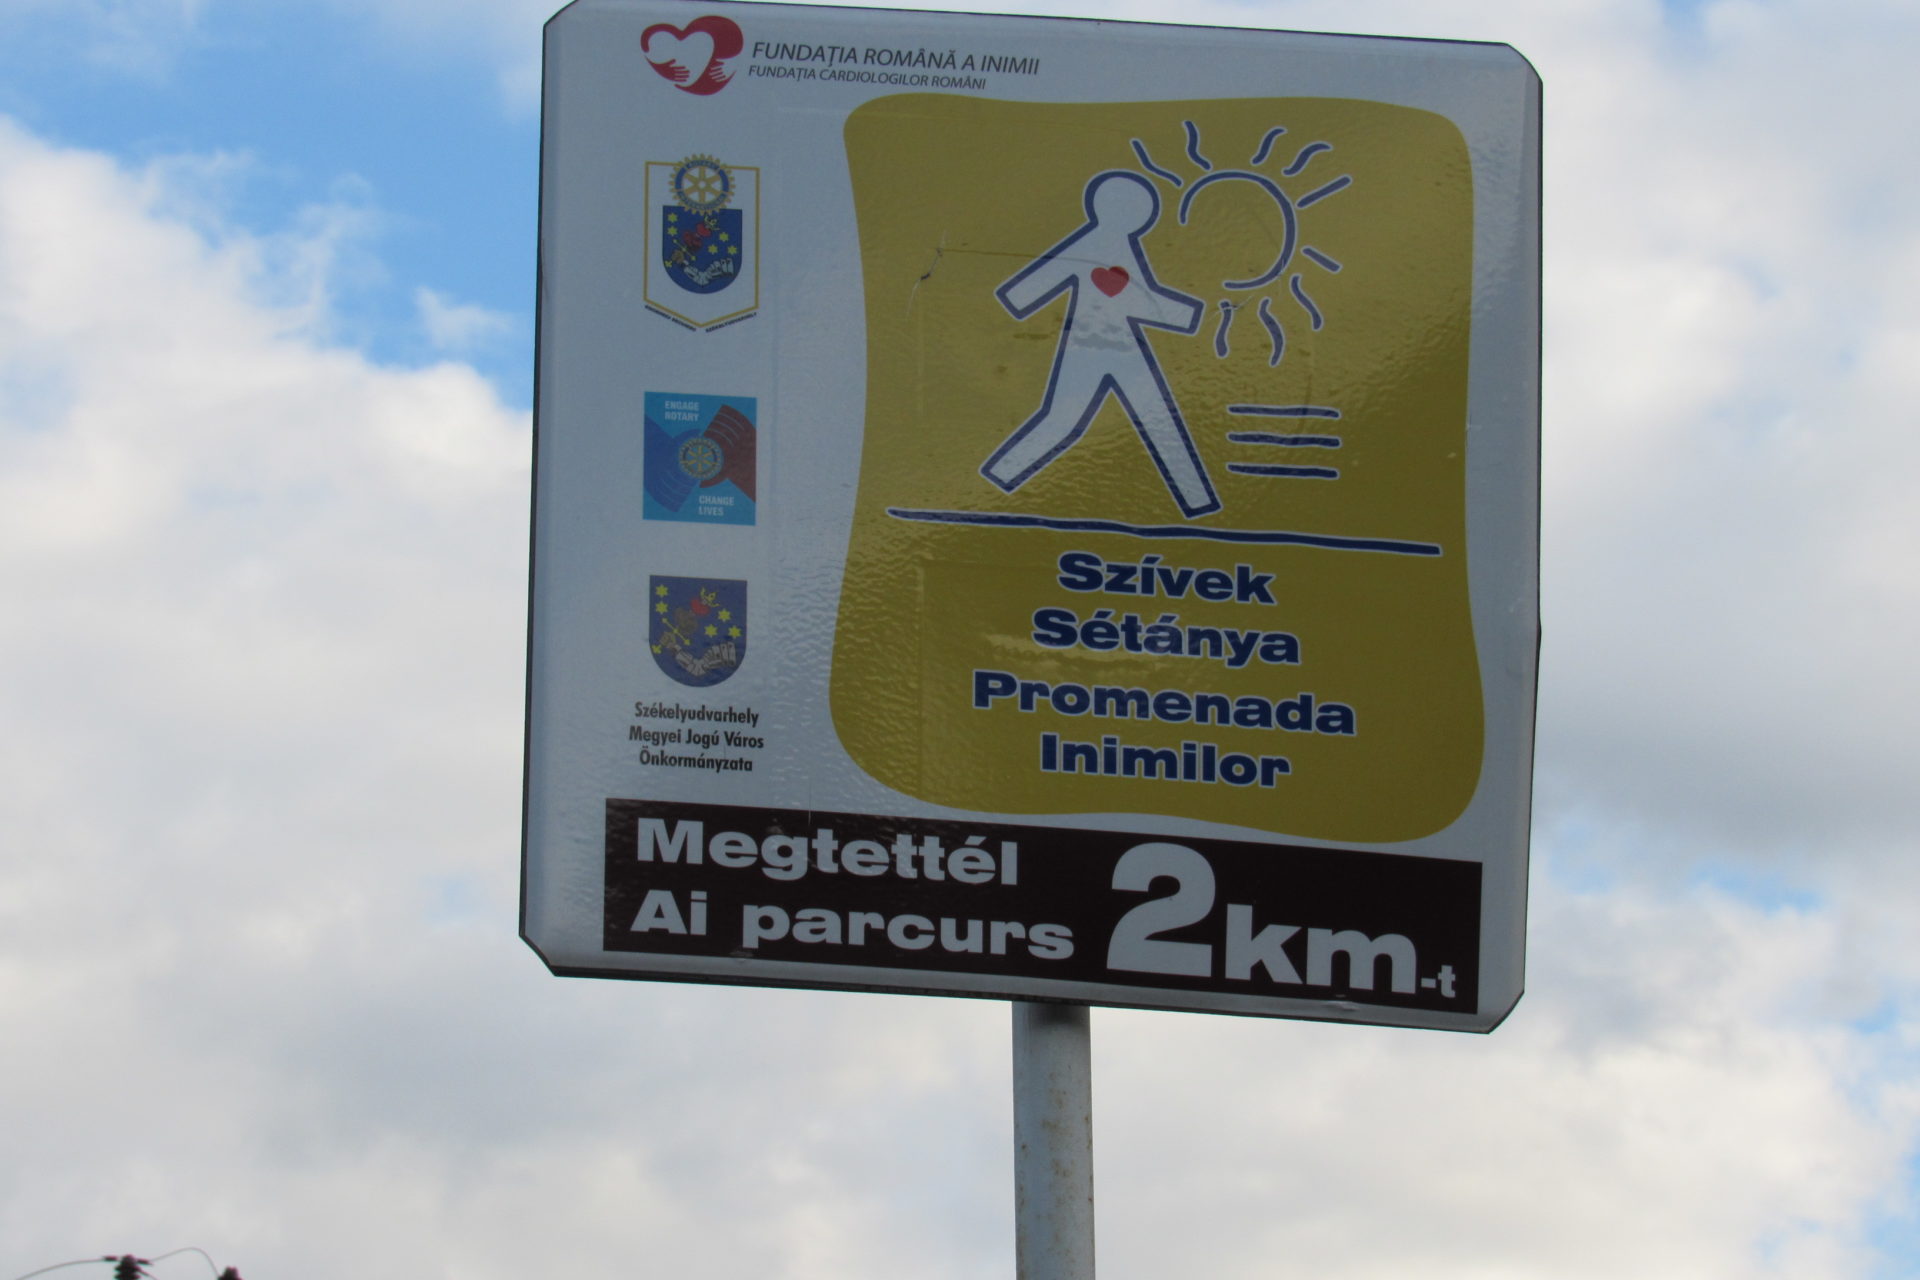 FUNDAȚIA ROMÂNĂ A INIMII
FUNDAȚIA CARDIOLOGILOR ROMÂNI
SZÉKELYUDVARHELY
ENGAGE
ROTARY
CHANGE
LIVES
Székelyudvarhely
Megyei Jogú Város
Önkormányzata
Szívek
Sétánya
Promenada
Inimilor
Megtettél
Ai parcurs
2km-t